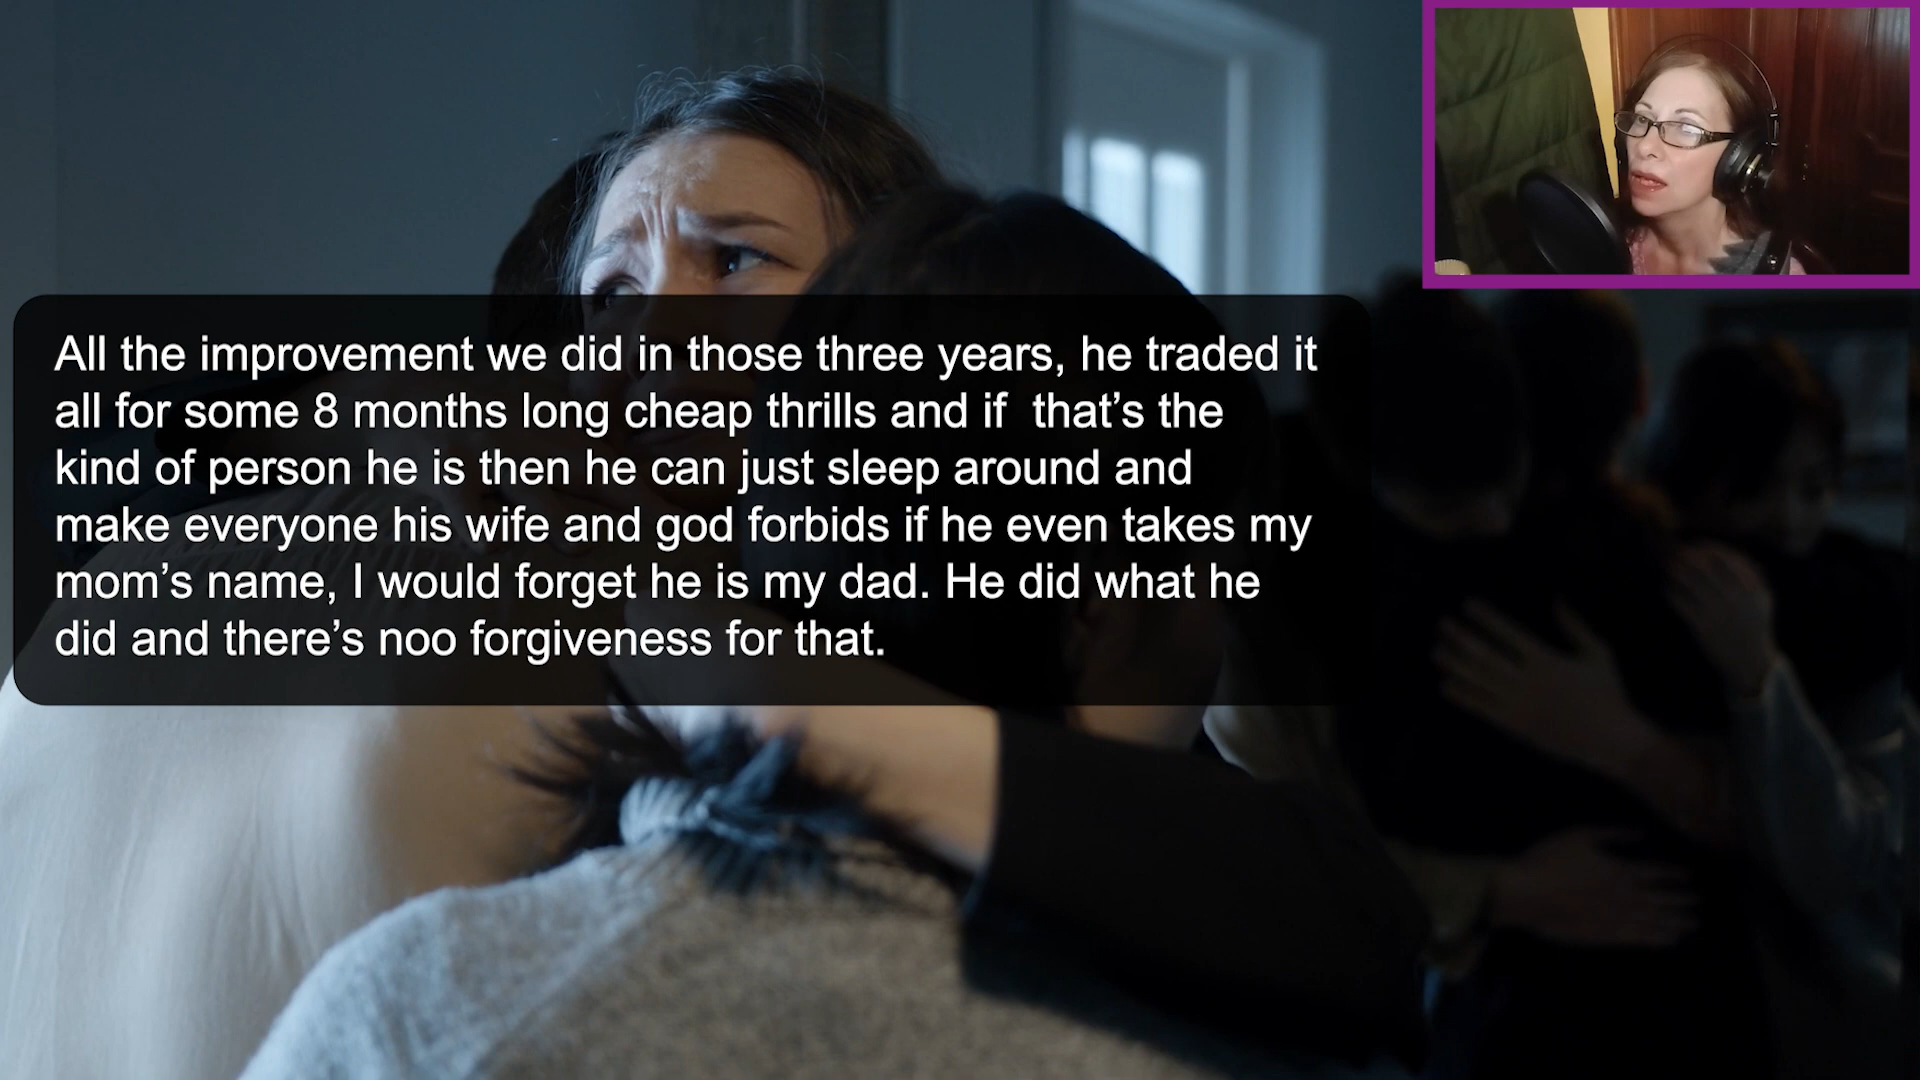 All the improvement we did in those three years, he traded it
all for some 8 months long cheap thrills and if  that’s the
kind of person he is then he can just sleep around and
make everyone his wife and god forbids if he even takes my
mom’s name, I would forget he is my dad. He did what he
did and there’s noo forgiveness for that.